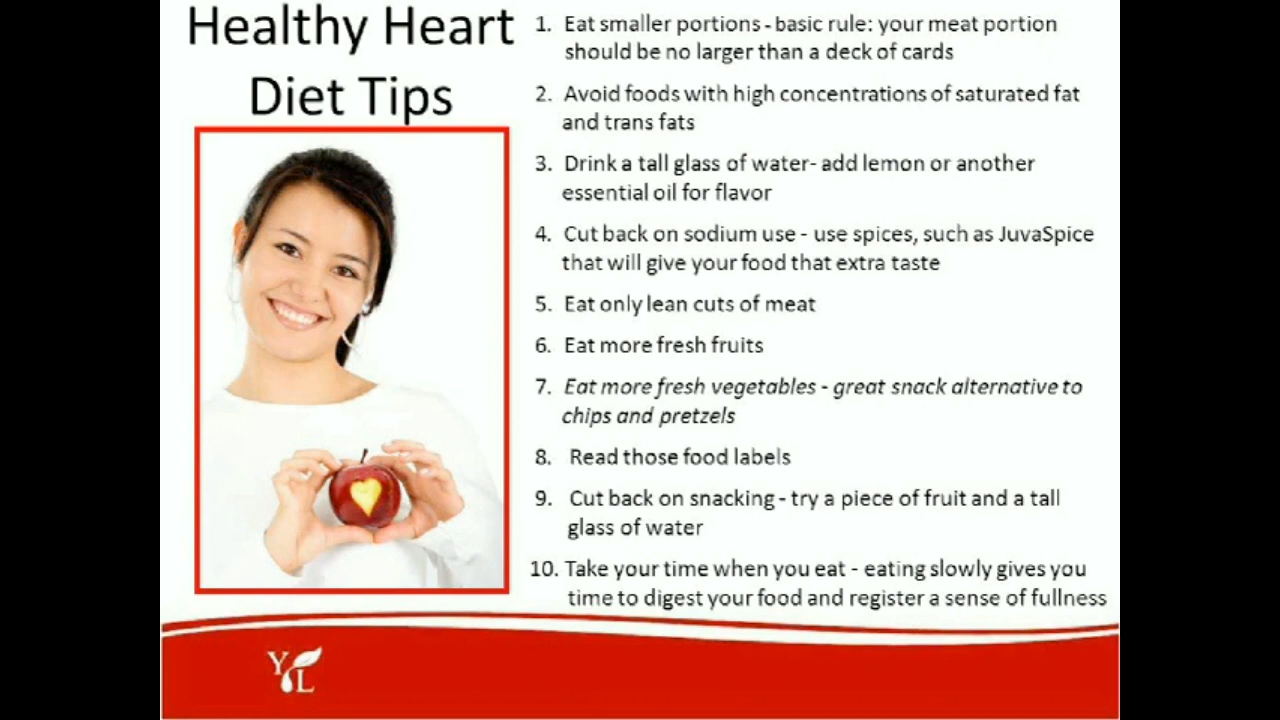 Healthy Heart
Diet Tips
1. Eat smaller portions - basic rule: your meat portion
should be no larger than a deck of cards
2. Avoid foods with high concentrations of saturated fat
and trans fats
3. Drink a tall glass of water- add lemon or another
essential oil for flavor
4. Cut back on sodium use - use spices, such as JuvaSpice
that will give your food that extra taste
5. Eat only lean cuts of meat
6. Eat more fresh fruits
7. Eat more fresh vegetables - great snack alternative to
chips and pretzels
8. Read those food labels
9. Cut back on snacking - try a piece of fruit and a tall
glass of water
10. Take your time when you eat - eating slowly gives you
time to digest your food and register a sense of fullness
YL